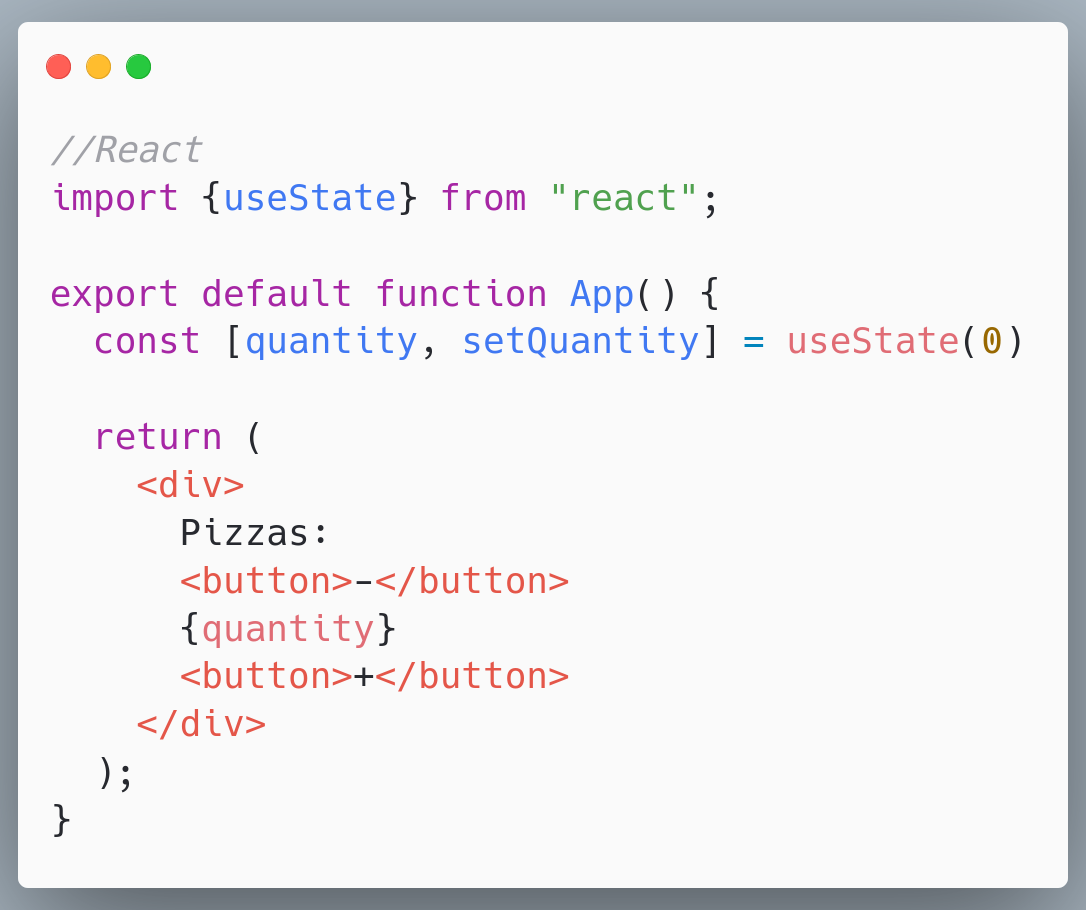 //React
import {useState} from "react";

export default function App() {
  const [quantity, setQuantity] = useState(0)

  return (
    <div>
      Pizzas:
      <button>-</button>
      {quantity}
      <button>+</button>
    </div>
  );
}